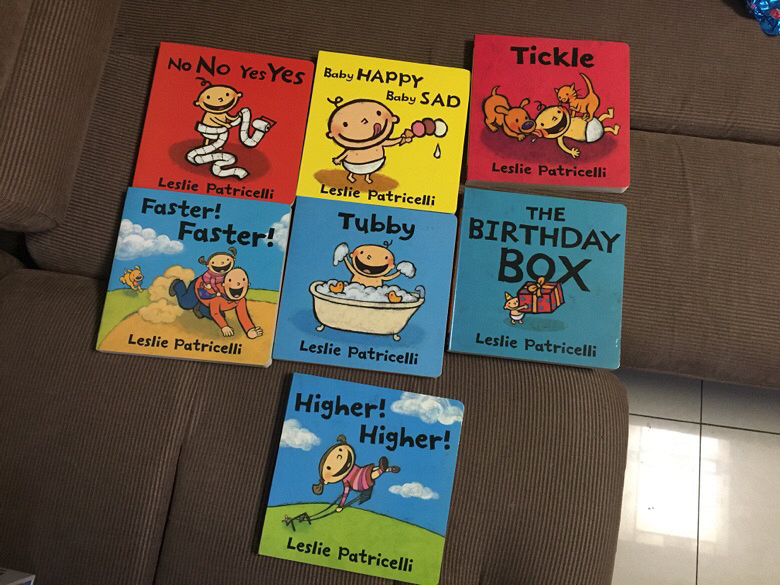 No No Yes Yes
Leslie Patricelli
Baby HAPPY
Baby SAD
Leslie Patricelli
Tickle
Leslie Patricelli
Faster!
Faster!
Leslie Patricelli
Tubby
Leslie Patricelli
THE
BIRTHDAY
BOX
Leslie Patricelli
Higher!
Higher!
Leslie Patricelli